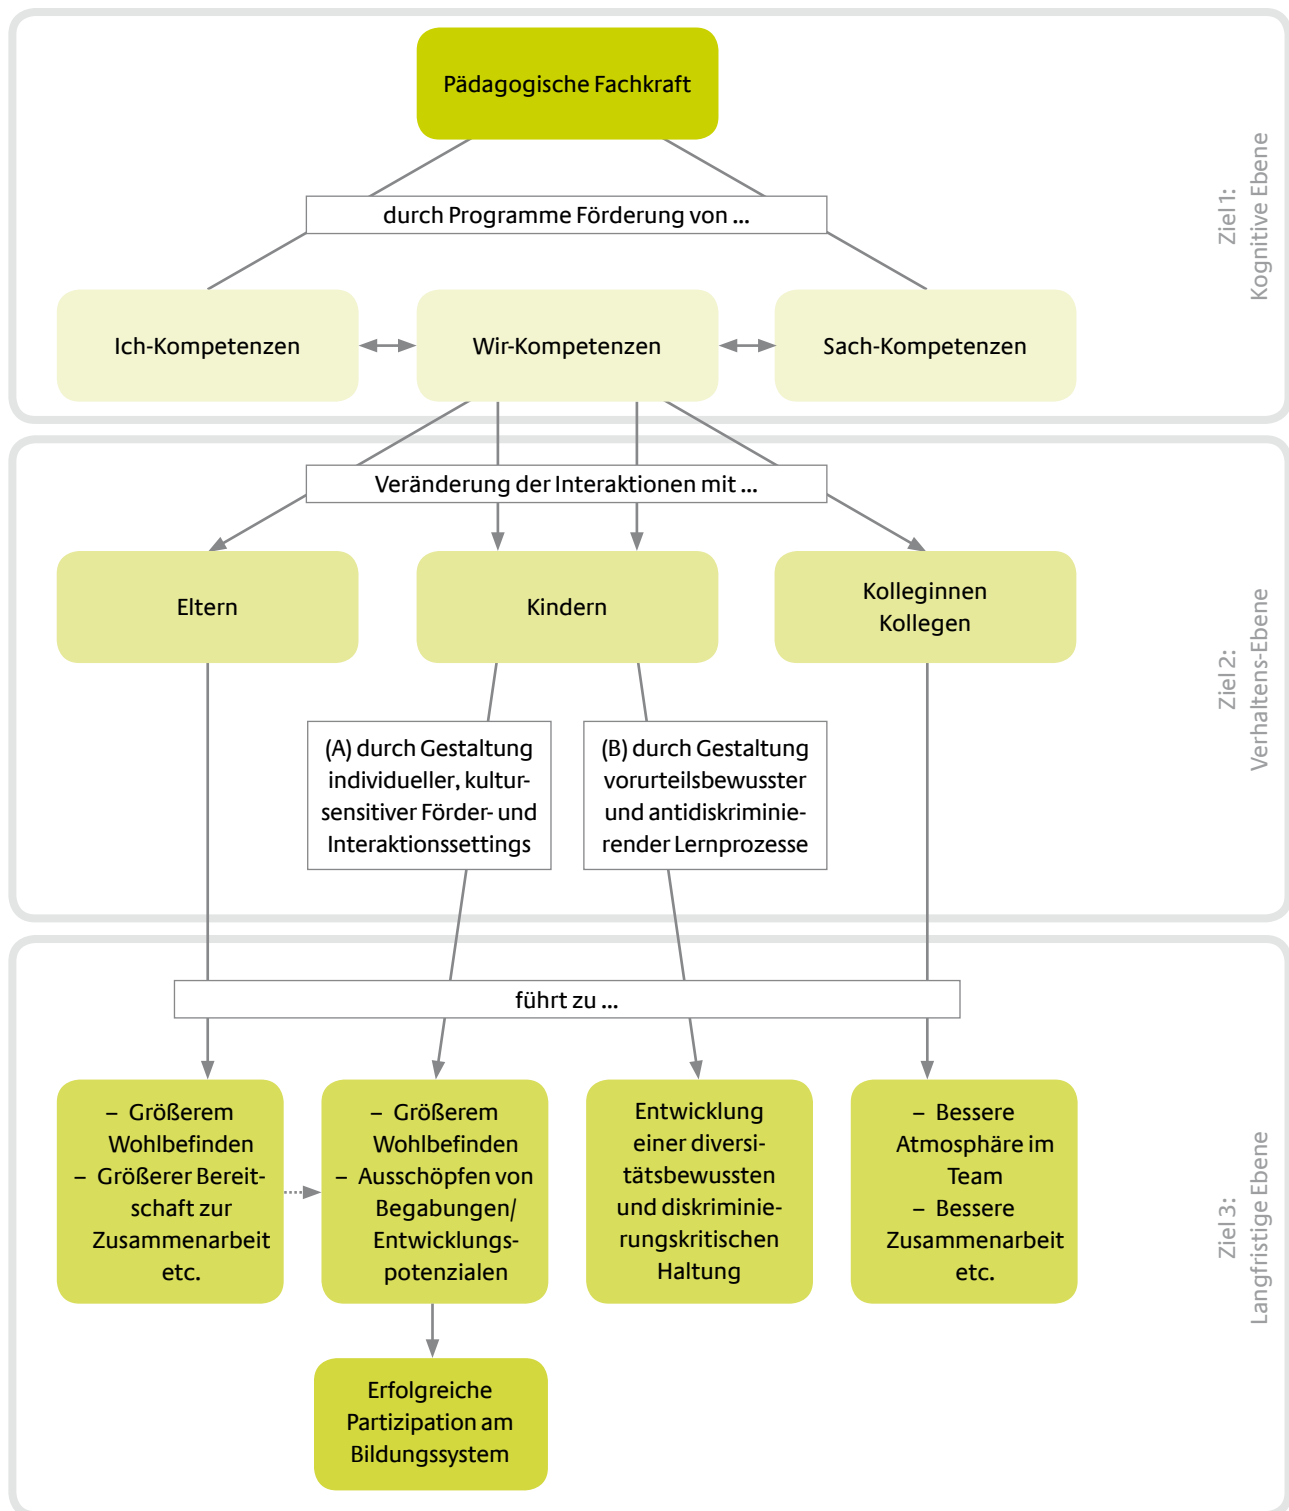 Pädagogische Fachkraft
durch Programme Förderung von ...
Ich-Kompetenzen
Wir-Kompetenzen
Sach-Kompetenzen
Ziel 1:
Kognitive Ebene
Veränderung der Interaktionen mit ...
Eltern
Kindern
Kolleginnen
Kollegen
(A) durch Gestaltung
individueller, kultur-
sensitiver Förder- und
Interaktionssettings
(B) durch Gestaltung
vorurteilsbewusster
und antidiskriminie-
render Lernprozesse
Ziel 2:
Verhaltens-Ebene
führt zu ...
– Größerem
Wohlbefinden
– Größerer Bereit-
schaft zur
Zusammenarbeit
etc.
– Größerem
Wohlbefinden
– Ausschöpfen von
Begabungen/
Entwicklungs-
potenzialen
Entwicklung
einer diversi-
tätsbewussten
und diskriminie-
rungskritischen
Haltung
– Bessere
Atmosphäre im
Team
– Bessere
Zusammenarbeit
etc.
Erfolgreiche
Partizipation am
Bildungssystem
Ziel 3:
Langfristige Ebene